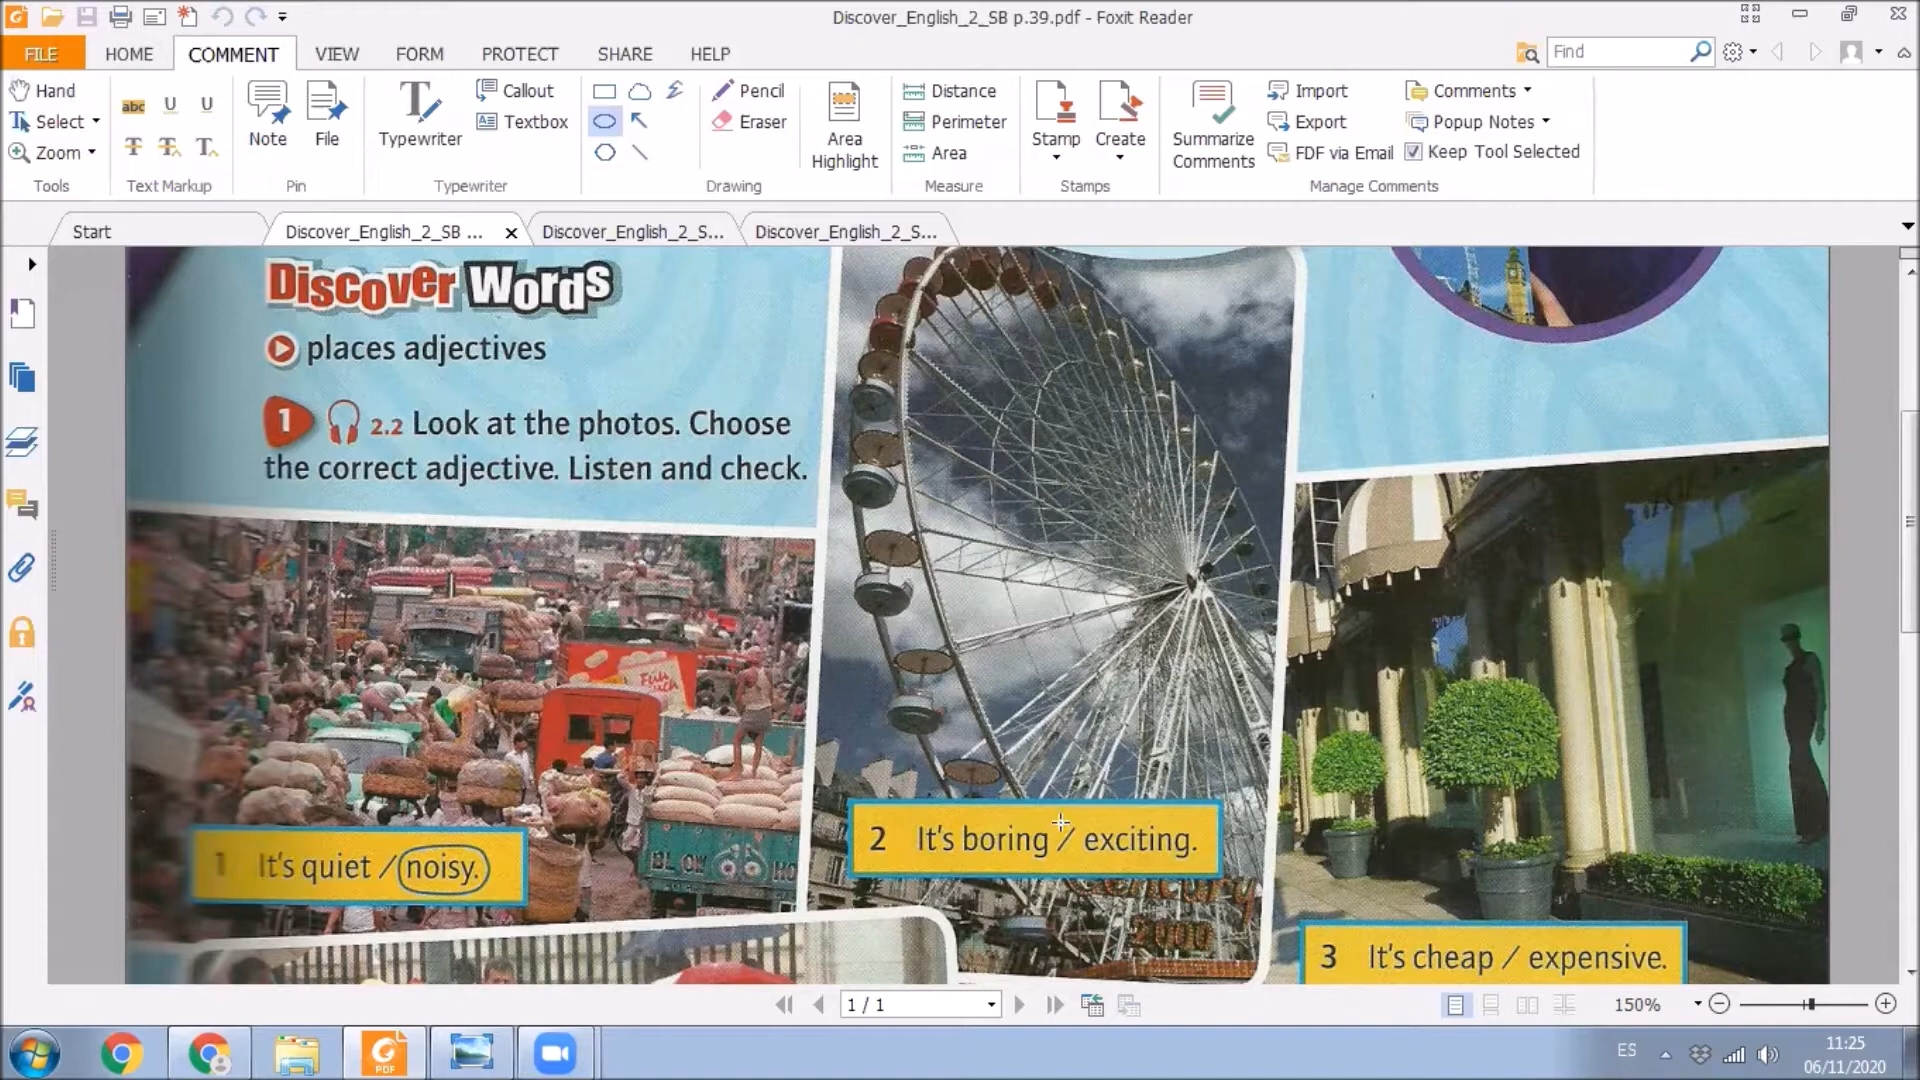 Discover_English_2_SB p.39.pdf - Foxit Reader
FILE HOME COMMENT VIEW FORM PROTECT SHARE HELP
Find
Hand
Select
Zoom
Tools
abc U U
T T T
Text Markup
Note
File
Pin
Typewriter
Callout
Textbox
Typewriter
Pencil
Eraser
Drawing
Area
Highlight
Distance
Perimeter
Area
Measure
Stamp
Create
Stamps
Summarize
Comments
Import
Export
FDF via Email
Comments
Popup Notes
Keep Tool Selected
Manage Comments
Start
Discover_English_2_SB ...
Discover_English_2_S...
Discover_English_2_S...
Discover Words
places adjectives
1 2.2 Look at the photos. Choose
the correct adjective. Listen and check.
Fun
1 It's quiet / noisy.
2 It's boring / exciting.
2000
3 It's cheap / expensive.
1 / 1
150%
PDF
ES
11:25
06/11/2020